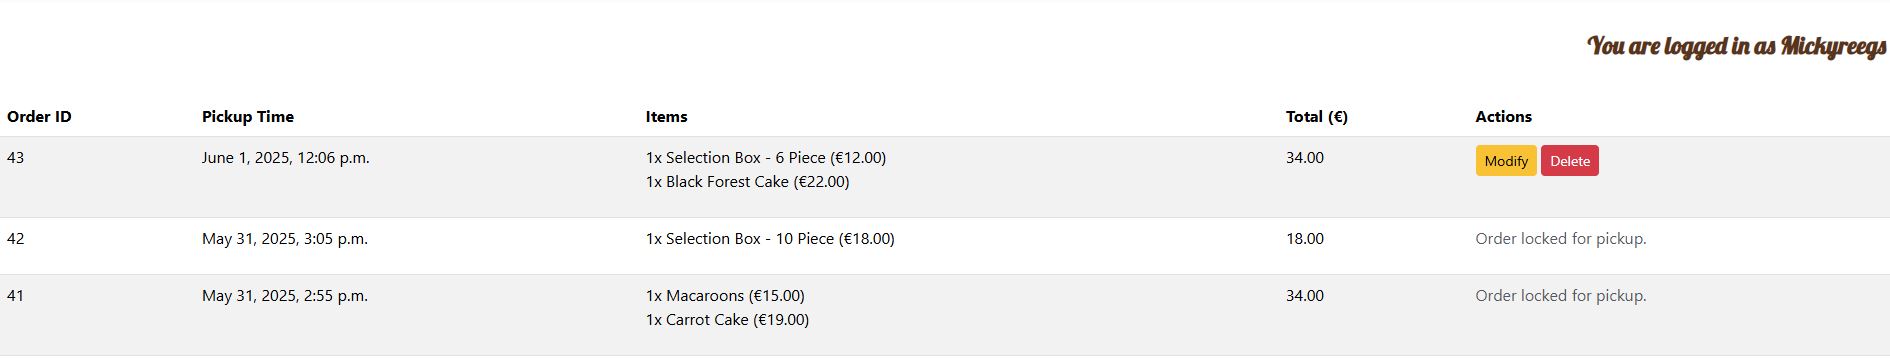 You are logged in as Mickyreegs
Order ID Pickup Time Items Total (€) Actions
43 June 1, 2025, 12:06 p.m. 1x Selection Box - 6 Piece (€12.00) 34.00 Modify Delete
1x Black Forest Cake (€22.00)
42 May 31, 2025, 3:05 p.m. 1x Selection Box - 10 Piece (€18.00) 18.00 Order locked for pickup.
41 May 31, 2025, 2:55 p.m. 1x Macaroons (€15.00) 34.00 Order locked for pickup.
1x Carrot Cake (€19.00)